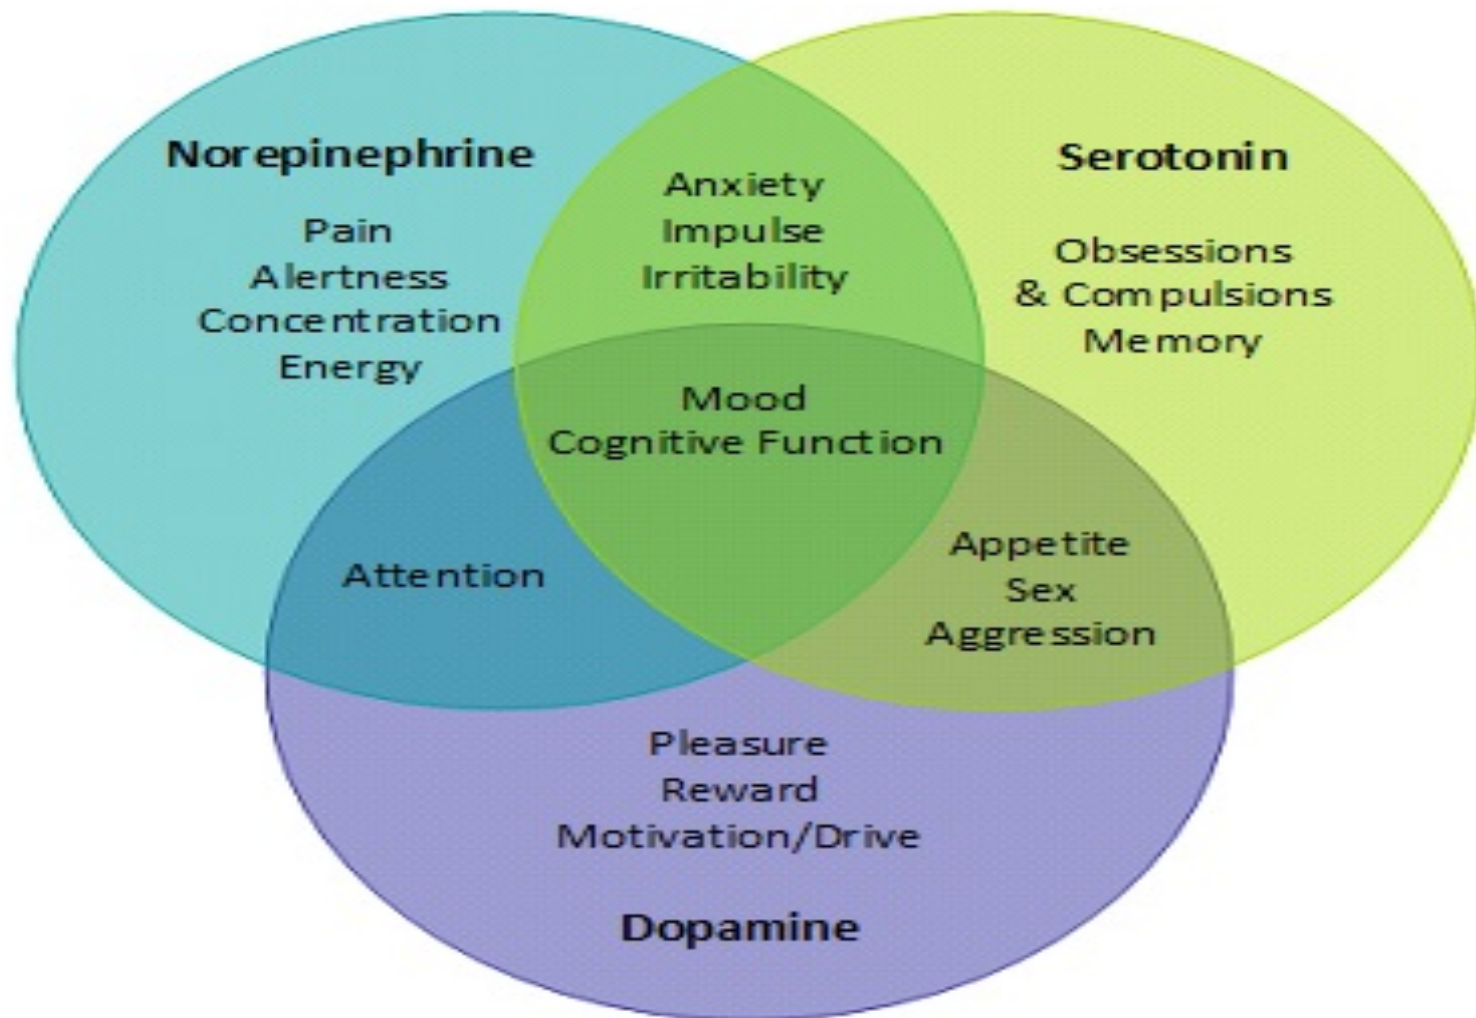 Norepinephrine
Pain
Alertness
Concentration
Energy
Anxiety
Impulse
Irritability
Serotonin
Obsessions
& Compulsions
Memory
Mood
Cognitive Function
Attention
Appetite
Sex
Aggression
Pleasure
Reward
Motivation/Drive
Dopamine